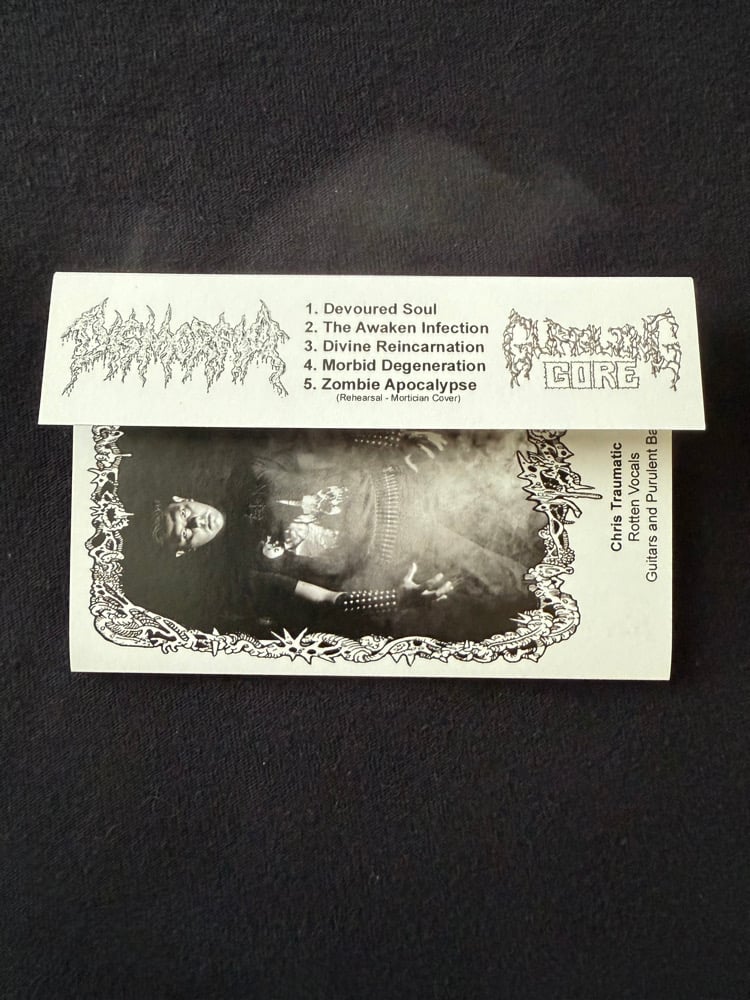 1. Devoured Soul
2. The Awaken Infection
3. Divine Reincarnation
4. Morbid Degeneration
5. Zombie Apocalypse
(Rehearsal - Mortician Cover)
GORE
Chris Traumatic
Rotten Vocals
Guitars and Purulent Ba